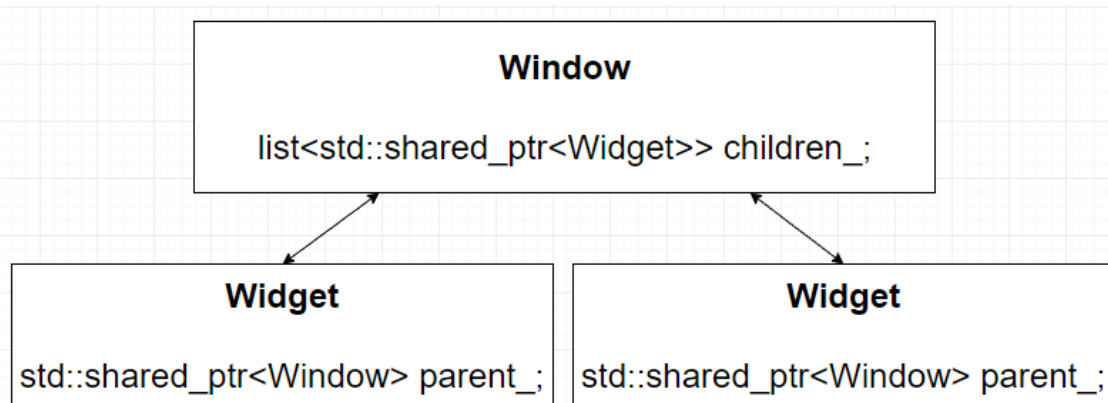 Window
list<std::shared_ptr<Widget>> children_;
Widget
std::shared_ptr<Window> parent_;
Widget
std::shared_ptr<Window> parent_;